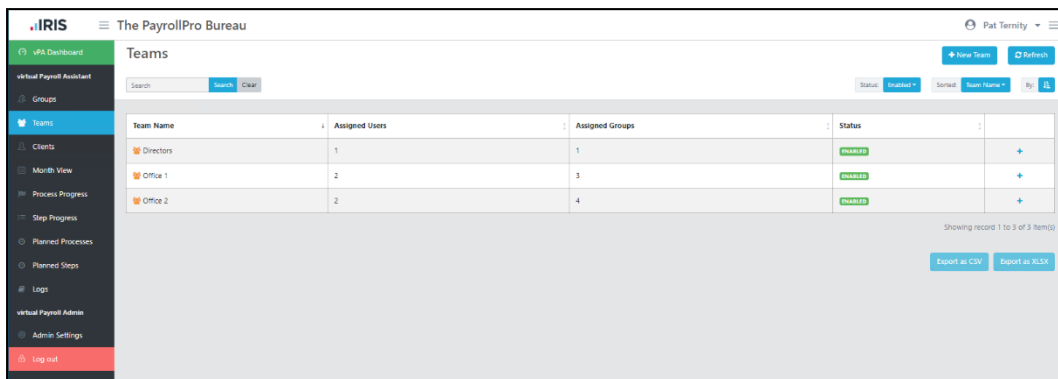 IRIS The PayrollPro Bureau Pat Ternity
vPA Dashboard
virtual Payroll Assistant
Groups
Teams
Clients
Month View
Process Progress
Step Progress
Planned Processes
Planned Steps
Logs
virtual Payroll Admin
Admin Settings
Log out
Teams + New Team Refresh
Search Search Clear Status: Enabled Sorted: Team Name By:
Team Name Assigned Users Assigned Groups Status
Directors 1 1 ENABLED +
Office 1 2 3 ENABLED +
Office 2 2 4 ENABLED +
Showing record 1 to 3 of 3 item(s)
Export as CSV Export as XLSX